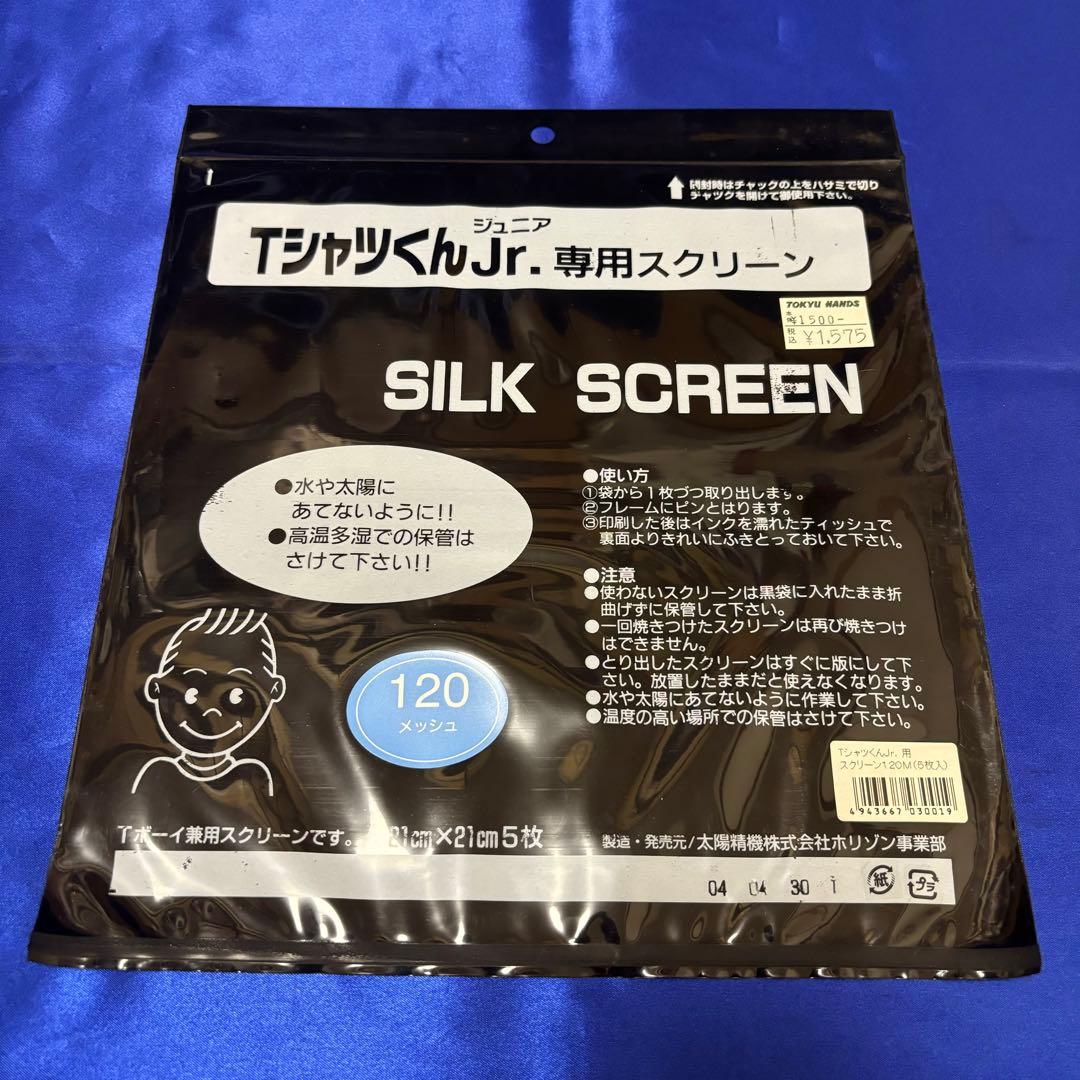 開封時はチャックの上をハサミで切り
チャックを開けて御使用下さい。
ジュニア
TシャツくんJr.専用スクリーン
TOKYU HANDS
本体¥1500-
税込 ¥1,575
SILK SCREEN
●水や太陽に
あてないように!!
●高温多湿での保管は
さけて下さい!!
●使い方
①袋から1枚づつ取り出します。
②フレームにピンとはります。
③印刷した後はインクを濡れたティッシュで
裏面よりきれいにふきとっておいて下さい。
●注意
●使わないスクリーンは黒袋に入れたまま折
曲げずに保管して下さい。
●一回焼きつけたスクリーンは再び焼きつけ
はできません。
●とり出したスクリーンはすぐに版にして下
さい。放置したままだと使えなくなります。
●水や太陽にあてないように作業して下さい。
●温度の高い場所での保管はさけて下さい。
120
メッシュ
TシャツくんJr. 用
スクリーン120M(5枚入)
4943667 030019
Tボーイ兼用スクリーンです。 21cm×21cm5枚
製造・発売元/太陽精機株式会社ホリゾン事業部
04 04 30 1
紙
プラ